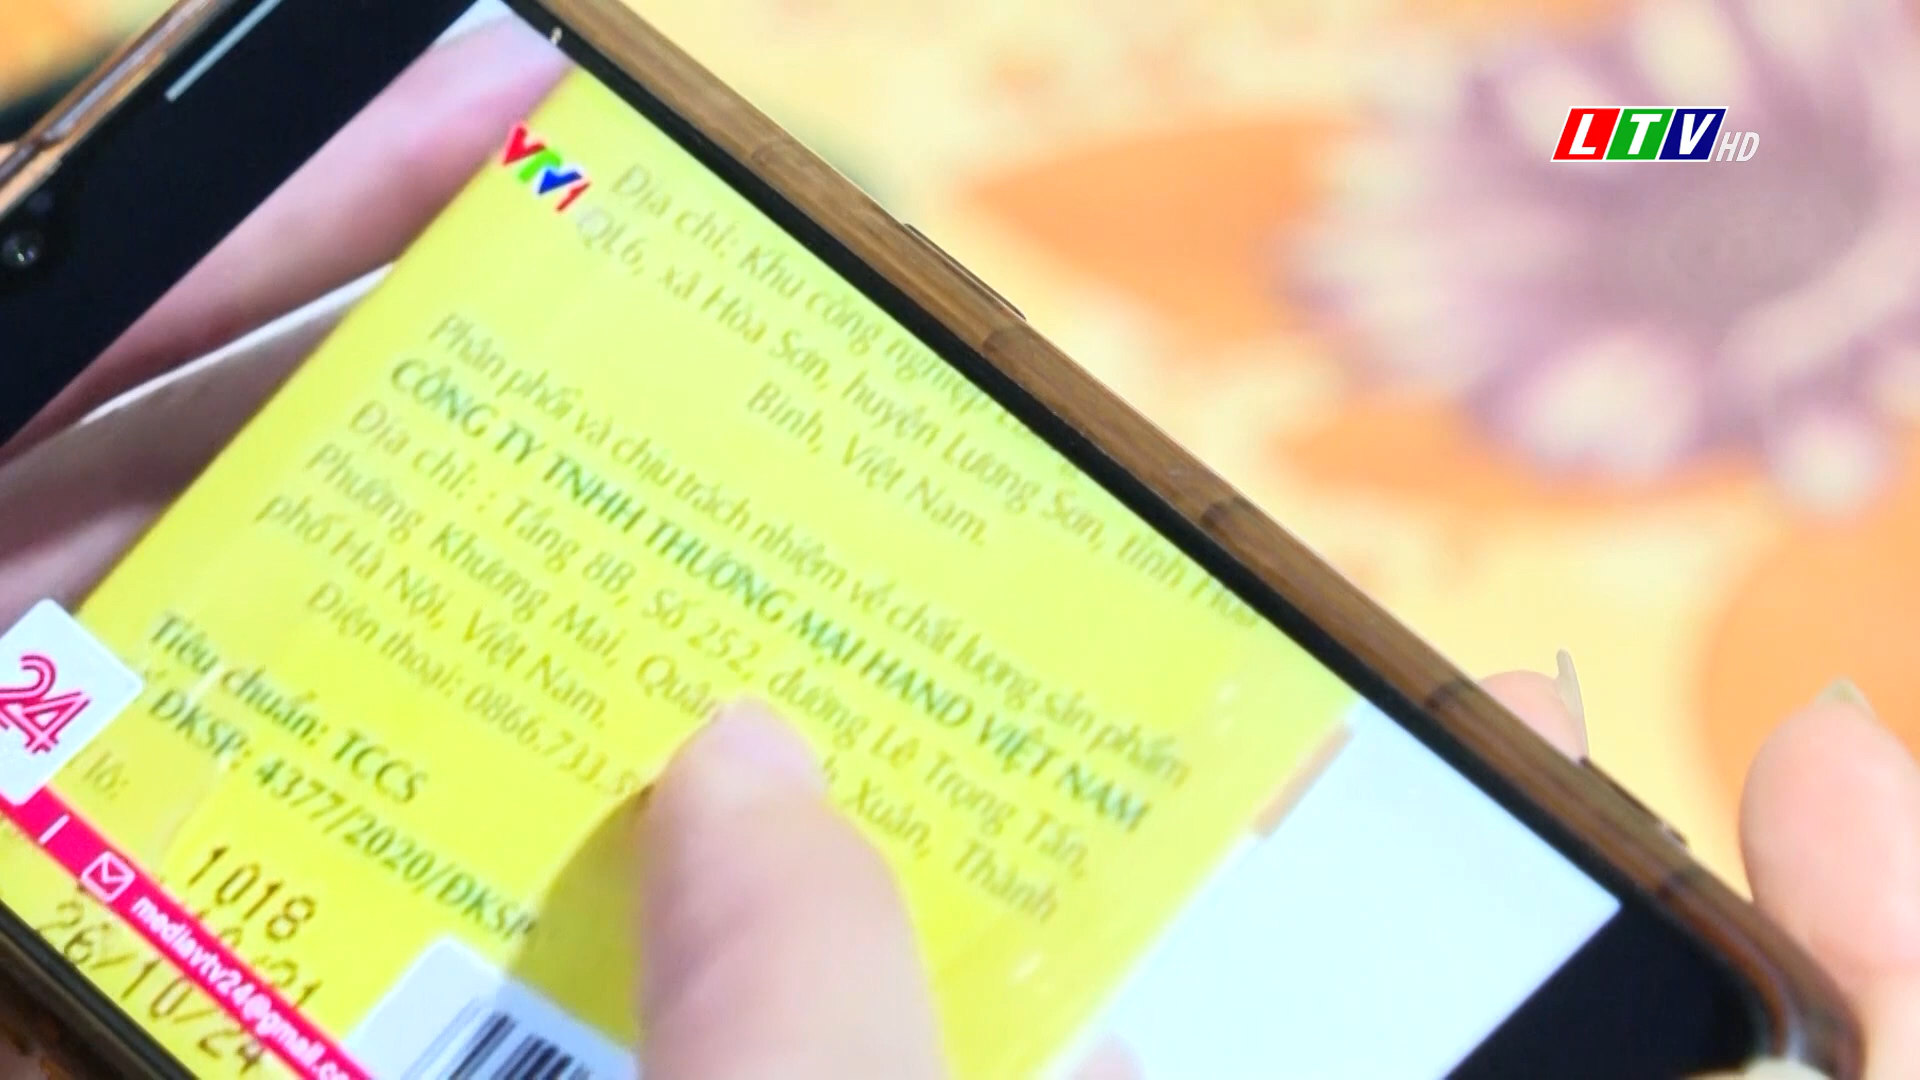 LTV HD
VTV1
Địa chỉ: Khu công nghiệp
QL6, xã Hòa Sơn, huyện Lương Sơn, tỉnh Hòa
Bình, Việt Nam.
Phân phối và chịu trách nhiệm về chất lượng sản phẩm
CÔNG TY TNHH THƯƠNG MẠI HAND VIỆT NAM
Địa chỉ: : Tầng 8B, Số 252, đường Lê Trọng Tấn,
Phường Khương Mai, Quận Xuân, Thành
phố Hà Nội, Việt Nam.
Điện thoại: 0866.733.8
Tiêu chuẩn: TCCS
ĐKSP: 4377/2020/ĐKSP
lô:
1018
26/10/24
24
mediavtv24@gmail.co